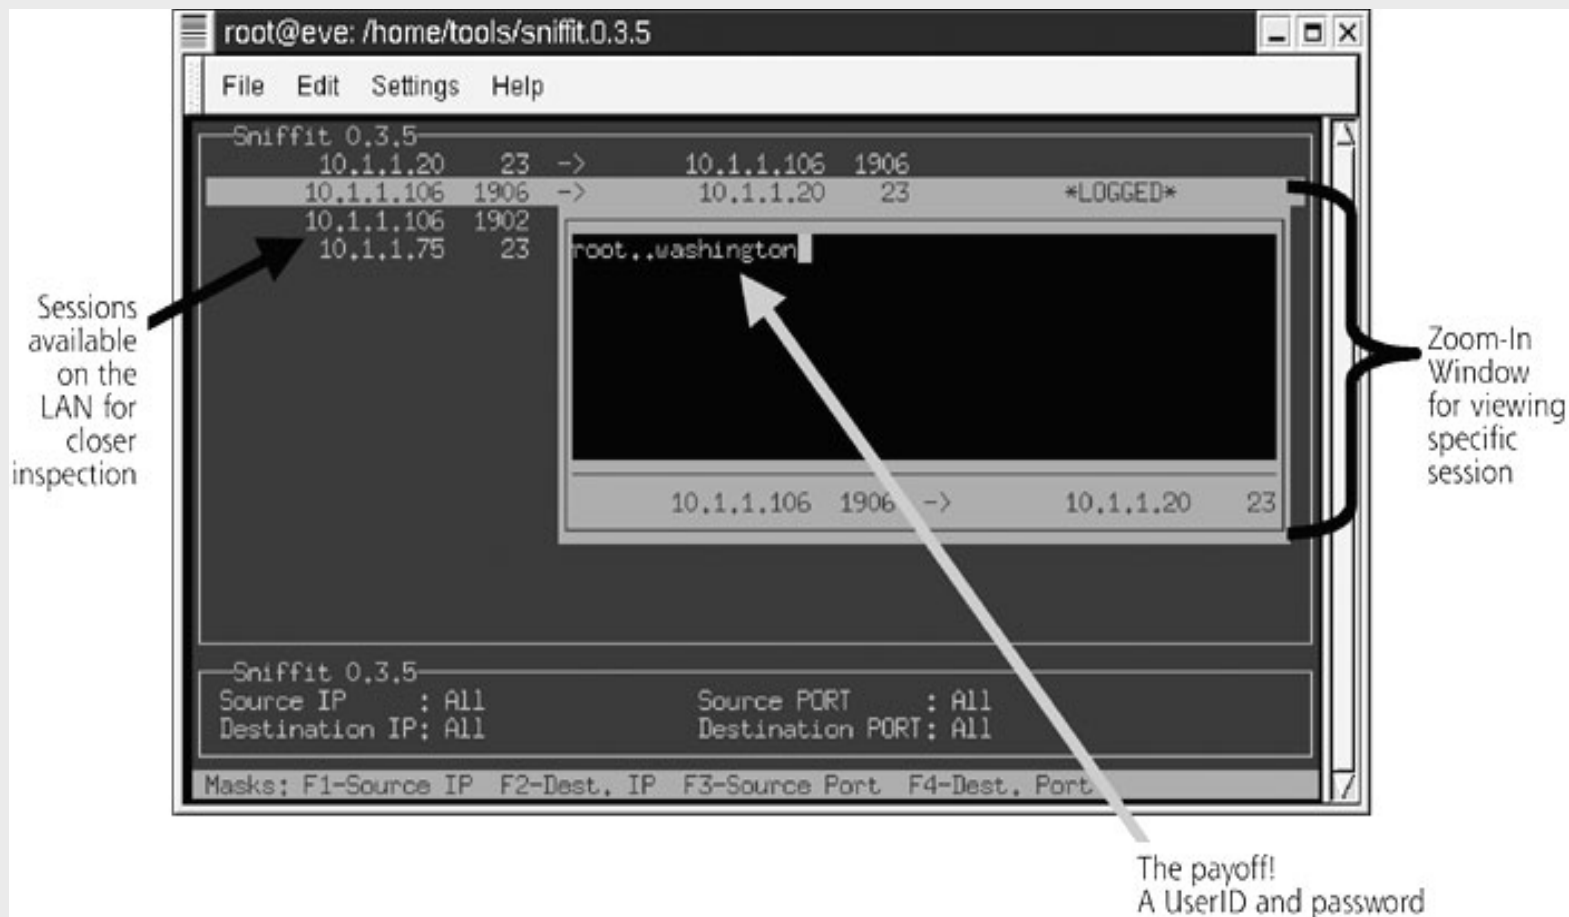 root@eve: /home/tools/sniffit.0.3.5
File Edit Settings Help
Sniffit 0.3.5
10.1.1.20 23 -> 10.1.1.106 1906
10.1.1.106 1906 -> 10.1.1.20 23 *LOGGED*
10.1.1.106 1902
10.1.1.75 23
root..washington
10.1.1.106 1906 -> 10.1.1.20 23
Sniffit 0.3.5
Source IP : All Source PORT : All
Destination IP: All Destination PORT: All
Masks: F1-Source IP F2-Dest. IP F3-Source Port F4-Dest. Port
Sessions
available
on the
LAN for
closer
inspection
Zoom-In
Window
for viewing
specific
session
The payoff!
A UserID and password